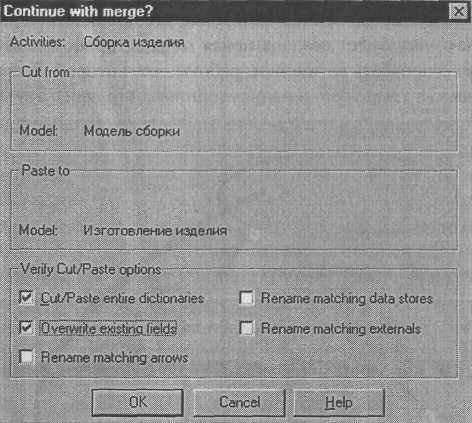 Continue with merge?
Activities: Сборка изделия
Cut from
Model: Модель сборки
Paste to
Model: Изготовление изделия
Verify Cut/Paste options
Cut/Paste entire dictionaries
Rename matching data stores
Overwrite existing fields
Rename matching externals
Rename matching arrows
OK Cancel Help